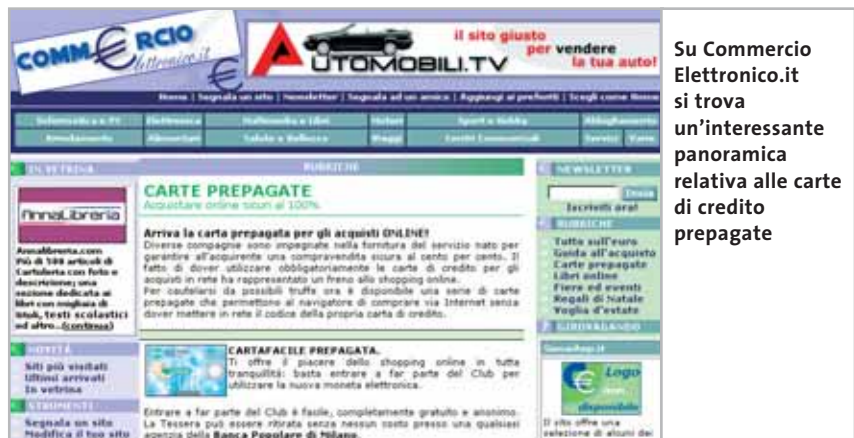 COMM€RCIO
elettronico.it
AUTOMOBILI.TV
il sito giusto
per vendere
la tua auto!
Home | Segnala un sito | Newsletter | Segnala ad un amico | Aggiungi ai preferiti | Scegli come Home
Informatica e PC Elettronica Multimedia e Libri Motori Sport e Hobby Abbigliamento
Arredamento Alimentari Salute e Bellezza Viaggi Centri Commerciali Servizi Varie
IN VETRINA
AnnaLibreria
Annalibreria.com
Più di 500 articoli di
Cartoleria con foto e
descrizione; una
sezione dedicata ai
libri con migliaia di
titoli, testi scolastici
ed altro...(continua)
NOVITÀ
Siti più visitati
Ultimi arrivati
In vetrina
STRUMENTI
Segnala un sito
Modifica il tuo sito
RUBRICHE
CARTE PREPAGATE
Acquistare online sicuri al 100%
Arriva la carta prepagata per gli acquisti ONLINE!
Diverse compagnie sono impegnate nella fornitura del servizio nato per
garantire all'acquirente una compravendita sicura al cento per cento. Il
fatto di dover utilizzare obbligatoriamente le carte di credito per gli
acquisti in rete ha rappresentato un freno allo shopping online.
Per cautelarsi da possibili truffe ora è disponibile una serie di carte
prepagate che permettono al navigatore di comprare via Internet senza
dover mettere in rete il codice della propria carta di credito.
CARTAFACILE PREPAGATA.
Ti offre il piacere dello shopping online in tutta
tranquillità: basta entrare a far parte del Club per
utilizzare la nuova moneta elettronica.
Entrare a far parte del Club è facile, completamente gratuito e anonimo.
La Tessera può essere ritirata senza nessun costo presso una qualsiasi
agenzia della Banca Popolare di Milano.
NEWSLETTER
Invia
Iscriviti ora!
RUBRICHE
Tutto sull'euro
Guida all'acquisto
Carte prepagate
Libri online
Fiere ed eventi
Regali di Natale
Voglia d'estate
GIROVAGANDO
Logo
disponibile
Il sito offre una
selezione di alcuni dei
Su Commercio
Elettronico.it
si trova
un'interessante
panoramica
relativa alle carte
di credito
prepagate